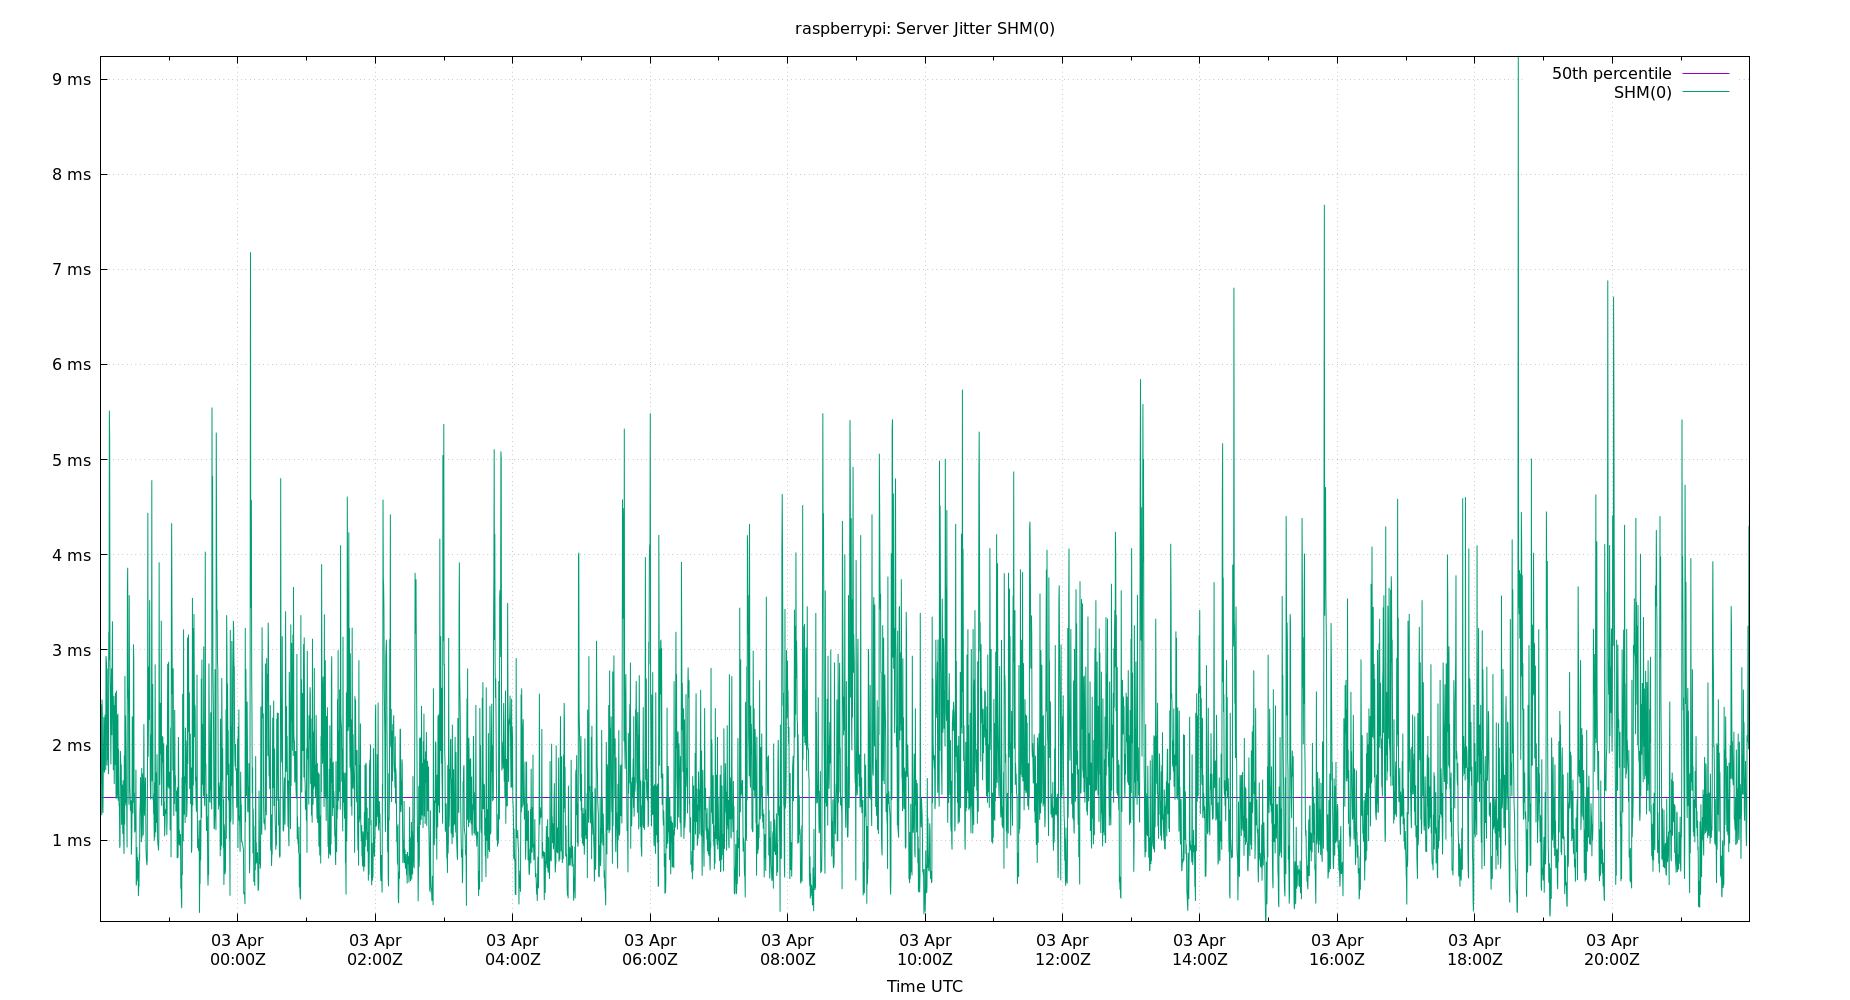 raspberrypi: Server Jitter SHM(0)
9 ms
8 ms
7 ms
6 ms
5 ms
4 ms
3 ms
2 ms
1 ms
50th percentile
SHM(0)
03 Apr 03 Apr 03 Apr 03 Apr 03 Apr 03 Apr 03 Apr 03 Apr 03 Apr 03 Apr 03 Apr
00:00Z 02:00Z 04:00Z 06:00Z 08:00Z 10:00Z 12:00Z 14:00Z 16:00Z 18:00Z 20:00Z
Time UTC